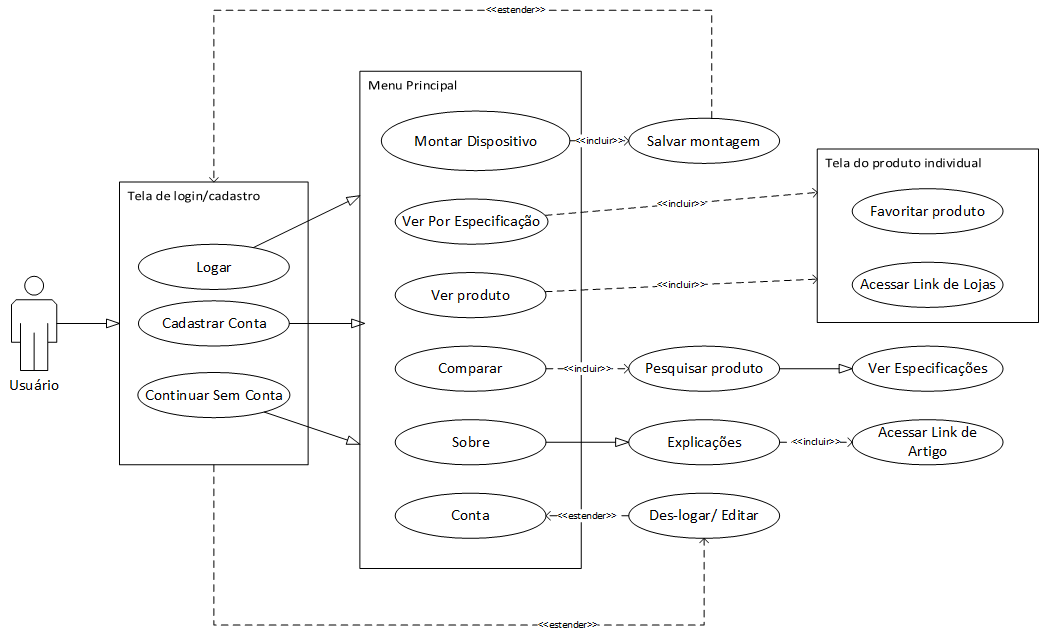 <<estender>>
Menu Principal
Montar Dispositivo
<<incluir>>
Salvar montagem
Tela do produto individual
Tela de login/cadastro
Ver Por Especificação
<<incluir>>
Favoritar produto
Logar
Ver produto
<<incluir>>
Acessar Link de Lojas
Cadastrar Conta
Usuário
Comparar
<<incluir>>
Pesquisar produto
Ver Especificações
Continuar Sem Conta
Sobre
Explicações
<<incluir>>
Acessar Link de
Artigo
Conta
<<estender>>
Des-logar/ Editar
<<estender>>